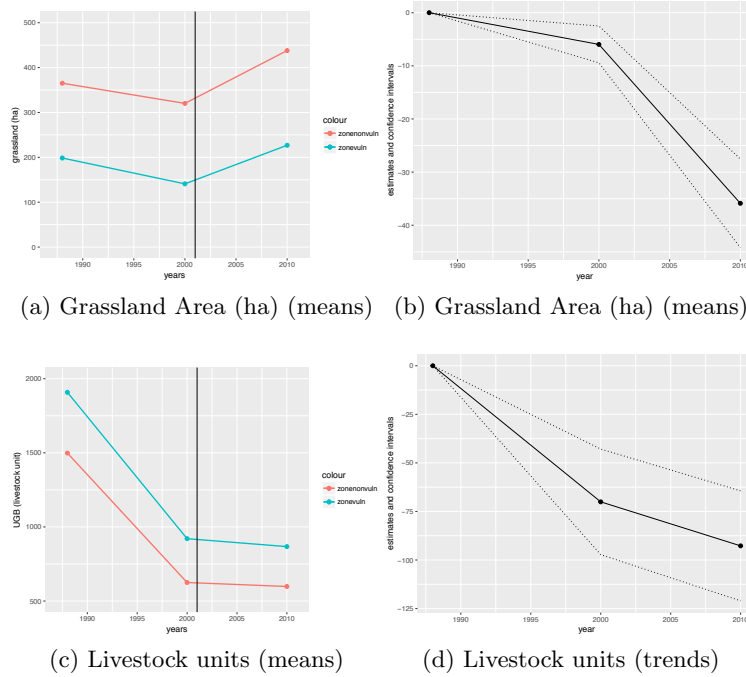 500
400
300
200
100
0
grassland (ha)
1990
1995
2000
2005
2010
years
colour
zonenonvuln
zonevuln
0
−10
−20
−30
−40
estimates and confidence intervals
1990
1995
2000
2005
2010
year
(a) Grassland Area (ha) (means)
(b) Grassland Area (ha) (means)
2000
1500
1000
500
UGB (livestock unit)
1990
1995
2000
2005
2010
years
colour
zonenonvuln
zonevuln
0
−25
−50
−75
−100
−125
estimates and confidence intervals
1990
1995
2000
2005
2010
year
(c) Livestock units (means)
(d) Livestock units (trends)